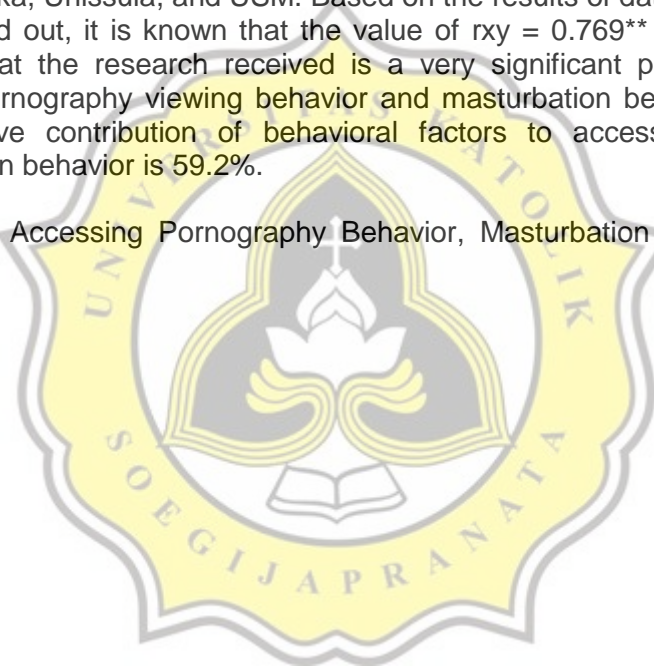 ka, Unissula, and USM. Based on the results of da
d out, it is known that the value of rxy = 0.769**
at the research received is a very significant p
rnography viewing behavior and masturbation be
ve contribution of behavioral factors to access
n behavior is 59.2%.
Accessing Pornography Behavior, Masturbation
UNIVERSITAS KATOLIK
SOEGIJAPRANATA